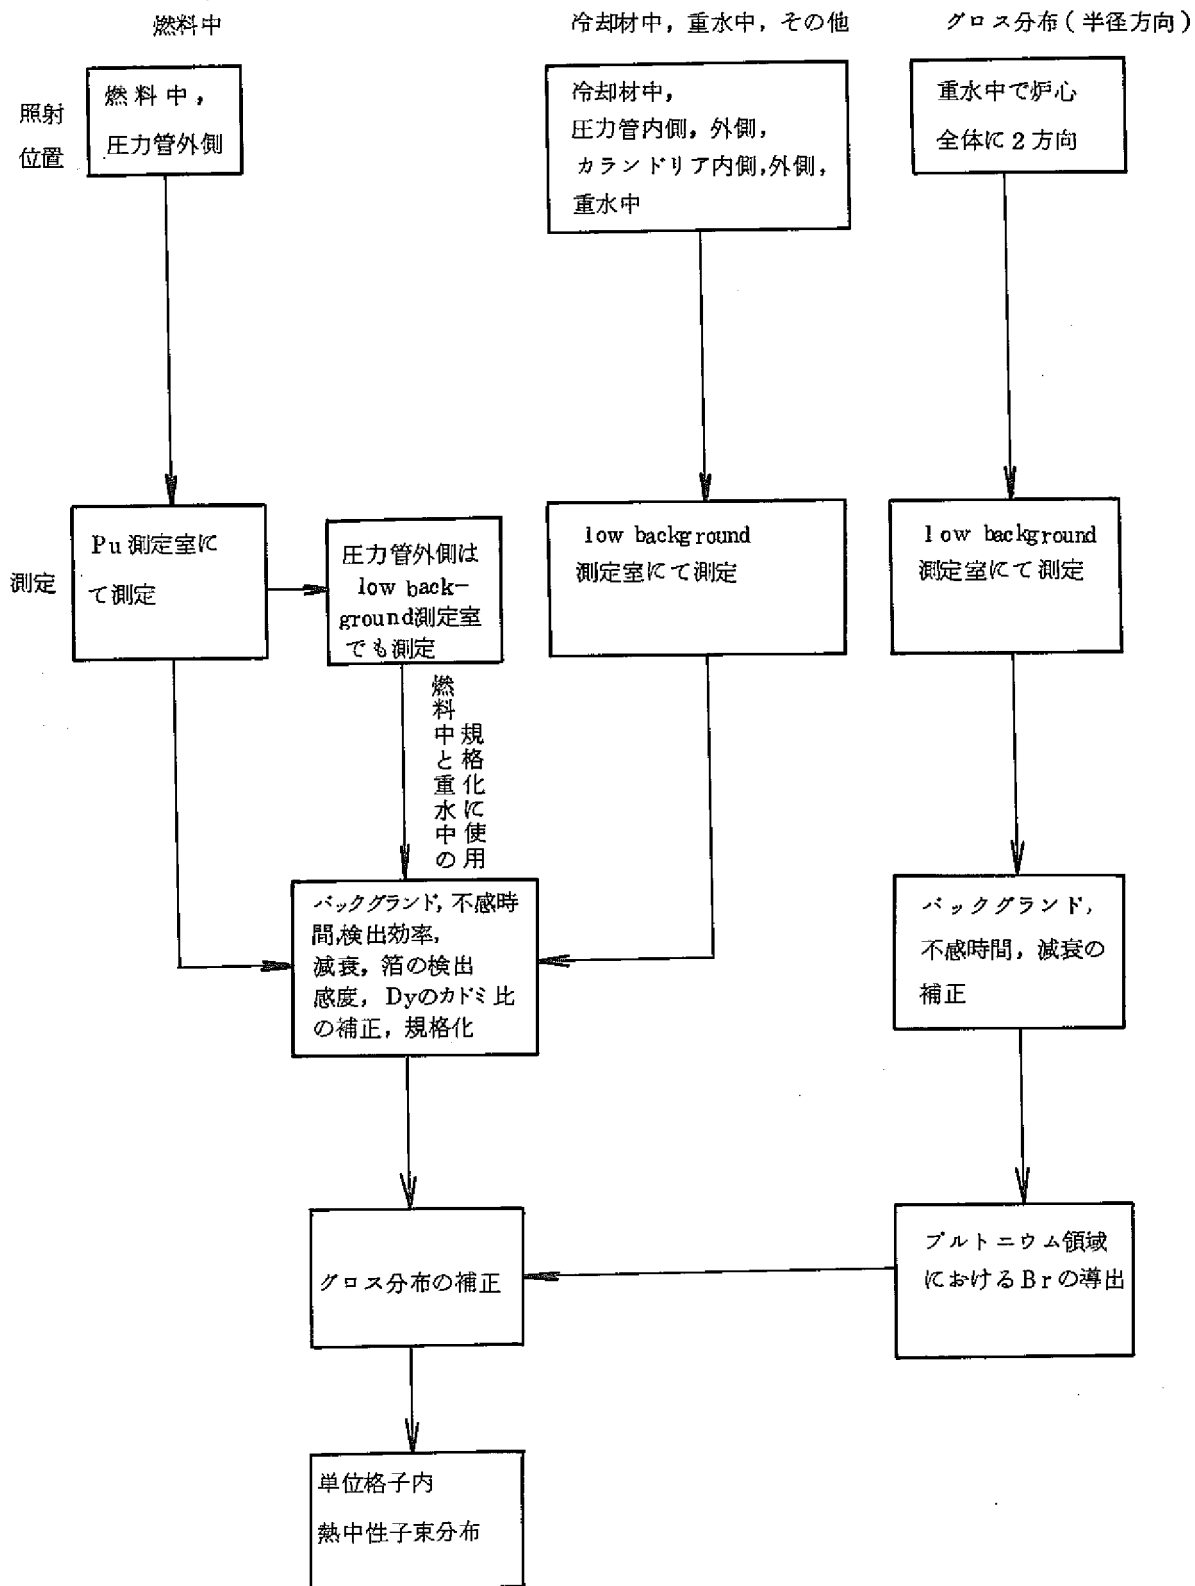 燃料中
冷却材中，重水中，その他
グロス分布（半径方向）
照射
位置
燃料中，
圧力管外側
冷却材中，
圧力管内側，外側，
カランドリア内側，外側，
重水中
重水中で炉心
全体に2方向
測定
Pu測定室に
て測定
圧力管外側は
low back-
ground測定室
でも測定
low background
測定室にて測定
low background
測定室にて測定
燃料中と重水中の
規格化に使用
バックグランド，不感時
間，検出効率，
減衰，箔の検出
感度，Dyのカドミ比
の補正，規格化
バックグランド，
不感時間，減衰の
補正
グロス分布の補正
プルトニウム領域
におけるBrの導出
単位格子内
熱中性子束分布